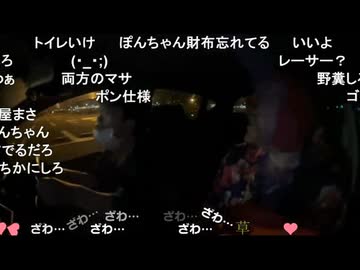 トイレいけ ぽんちゃん財布忘れてる いいよ
ろ (･_･;) レーサー？
ぁ 両方のマサ 野糞し
ポン仕様 ゴ
屋まさ
んちゃん
でるだろ
ちかにしろ
ざわ… ざわ…
ざわ… ざわ… ざわ… ざわ… 草